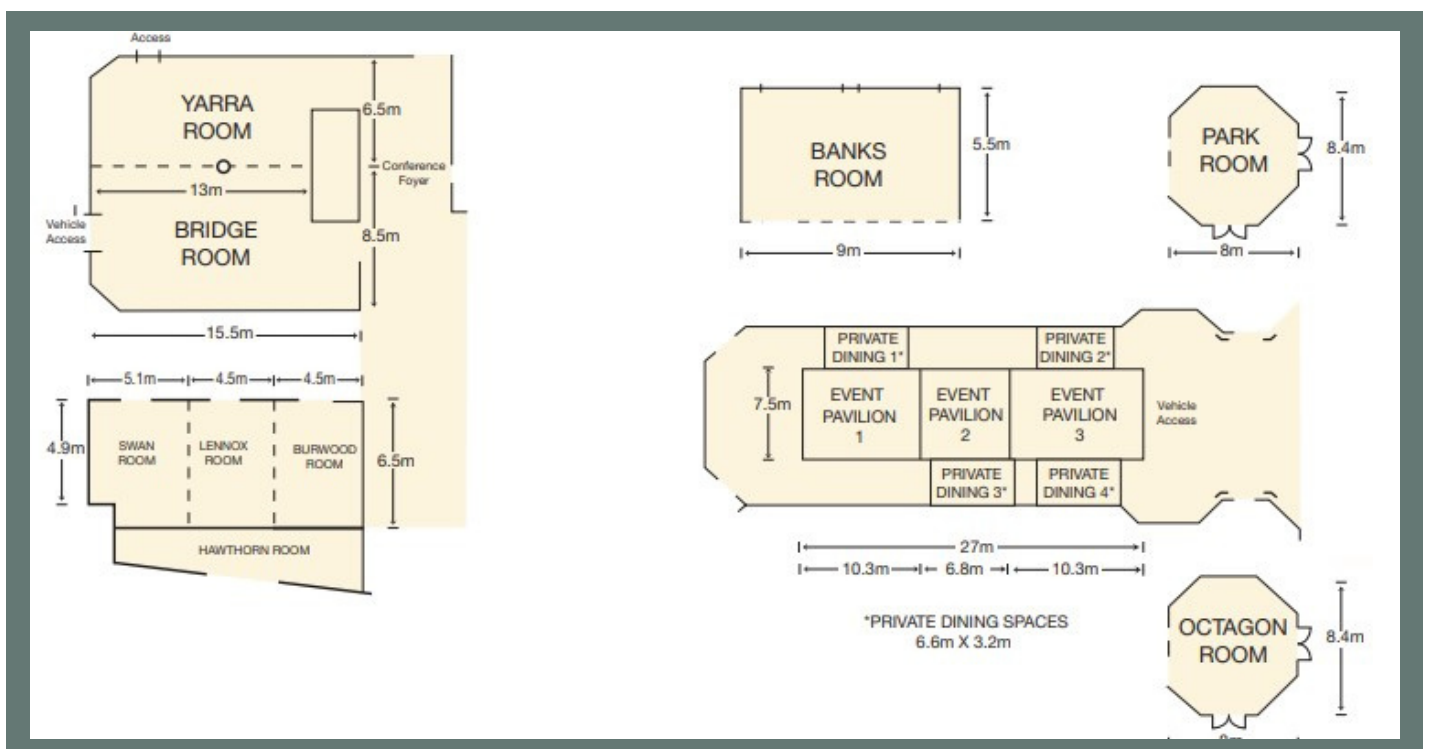 Access
YARRA
ROOM
6.5m
Conference
Foyer
13m
Vehicle
Access
BRIDGE
ROOM
8.5m
15.5m
5.1m
4.5m
4.5m
4.9m
SWAN
ROOM
LENNOX
ROOM
BURWOOD
ROOM
6.5m
HAWTHORN ROOM
BANKS
ROOM
5.5m
9m
PARK
ROOM
8.4m
8m
PRIVATE
DINING 1*
PRIVATE
DINING 2*
7.5m
EVENT
PAVILION
1
EVENT
PAVILION
2
EVENT
PAVILION
3
Vehicle
Access
PRIVATE
DINING 3*
PRIVATE
DINING 4*
27m
10.3m
6.8m
10.3m
*PRIVATE DINING SPACES
6.6m X 3.2m
OCTAGON
ROOM
8.4m